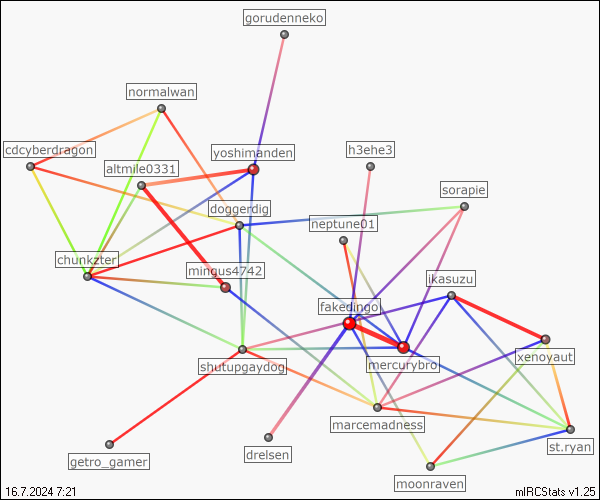 gorudenneko
normalwan
cdcyberdragon
yoshimanden
h3ehe3
altmile0331
sorapie
doggerdig
neptune01
chunkzter
mingus4742
ikasuzu
fakedingo
xenoyaut
shutupgaydog
mercurybro
marcemadness
st.ryan
drelsen
getro_gamer
moonraven
16.7.2024 7:21
mIRCStats v1.25